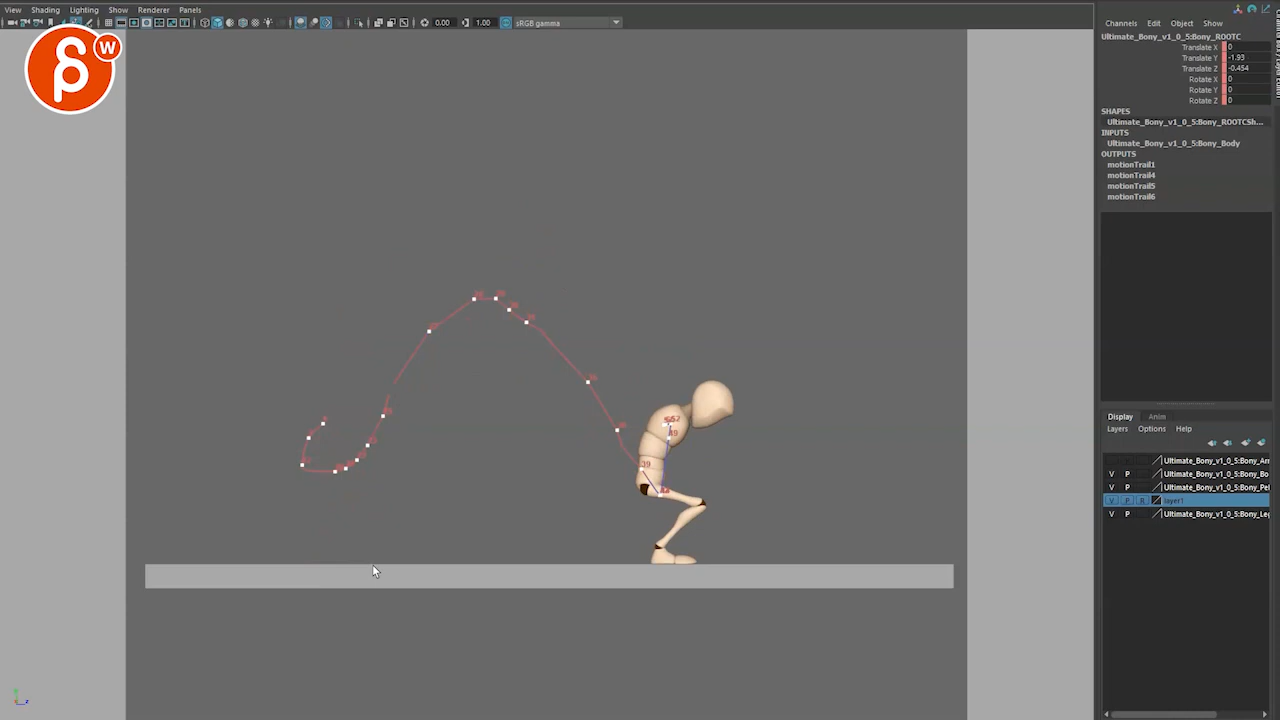 View Shading Lighting Show Renderer Panels
0.00 1.00 sRGB gamma
W
Channels Edit Object Show
Ultimate_Bony_v1_0_5:Bony_ROOTC
Translate X 0
Translate Y -1.93
Translate Z -0.454
Rotate X 0
Rotate Y 0
Rotate Z 0
SHAPES
Ultimate_Bony_v1_0_5:Bony_ROOTCSh...
INPUTS
Ultimate_Bony_v1_0_5:Bony_Body
OUTPUTS
motionTrail1
motionTrail4
motionTrail5
motionTrail6
Display Anim
Layers Options Help
Ultimate_Bony_v1_0_5:Bony_Ar
V P Ultimate_Bony_v1_0_5:Bony_Bo
V P Ultimate_Bony_v1_0_5:Bony_Pel
V P R layer1
V P Ultimate_Bony_v1_0_5:Bony_Leg